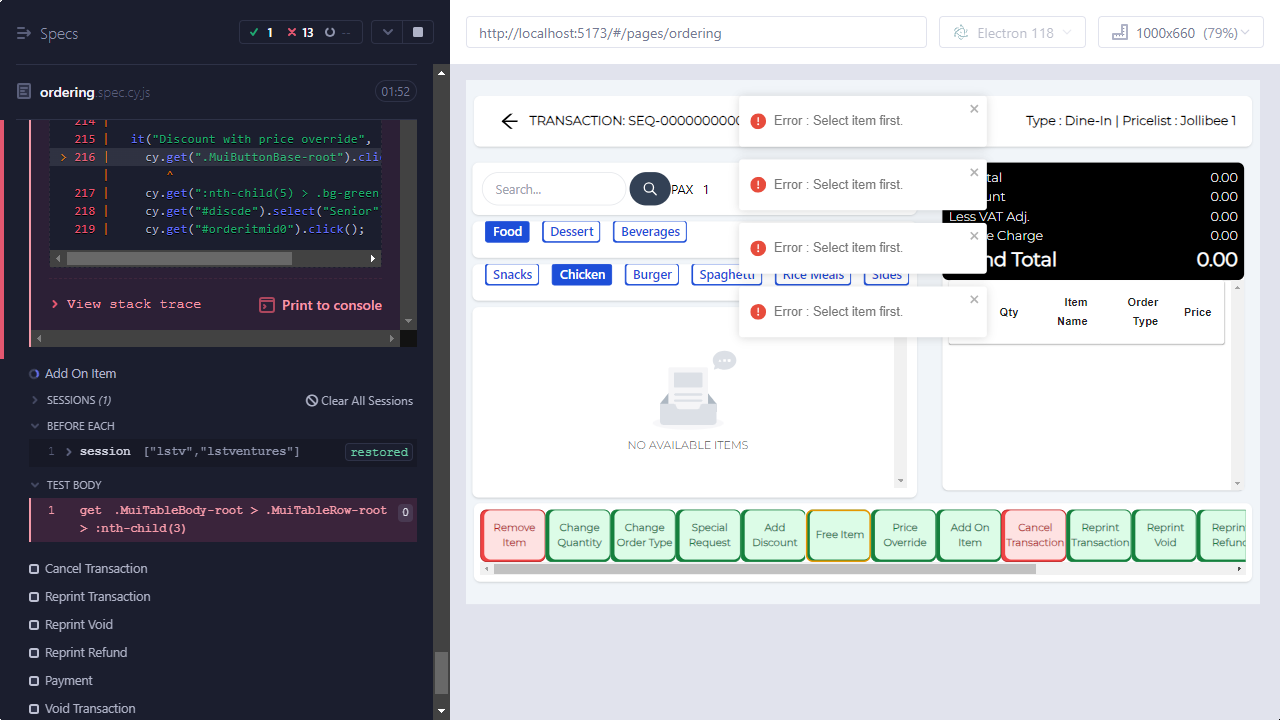 Specs
1
13
--
http://localhost:5173/#/pages/ordering
Electron 118
1000x660 (79%)
ordering.spec.cy.js
01:52
214 |
215 | it("Discount with price override",
> 216 | cy.get(".MuiButtonBase-root").clic
| ^
217 | cy.get(":nth-child(5) > .bg-green
218 | cy.get("#discde").select("Senior"
219 | cy.get("#orderitmid0").click();
View stack trace
Print to console
Add On Item
SESSIONS (1)
Clear All Sessions
BEFORE EACH
1 session ["lstv","lstventures"] restored
TEST BODY
1 get .MuiTableBody-root > .MuiTableRow-root > :nth-child(3) 0
Cancel Transaction
Reprint Transaction
Reprint Void
Reprint Refund
Payment
Void Transaction
TRANSACTION: SEQ-0000000000
Type : Dine-In | Pricelist : Jollibee 1
Error : Select item first.
Error : Select item first.
Error : Select item first.
Error : Select item first.
Search...
PAX 1
Food
Dessert
Beverages
Snacks
Chicken
Burger
Spaghetti
Rice Meals
Sides
NO AVAILABLE ITEMS
0.00
0.00
Less VAT Adj. 0.00
Charge 0.00
Total 0.00
Qty
Item Name
Order Type
Price
Remove Item
Change Quantity
Change Order Type
Special Request
Add Discount
Free Item
Price Override
Add On Item
Cancel Transaction
Reprint Transaction
Reprint Void
Reprint Refund